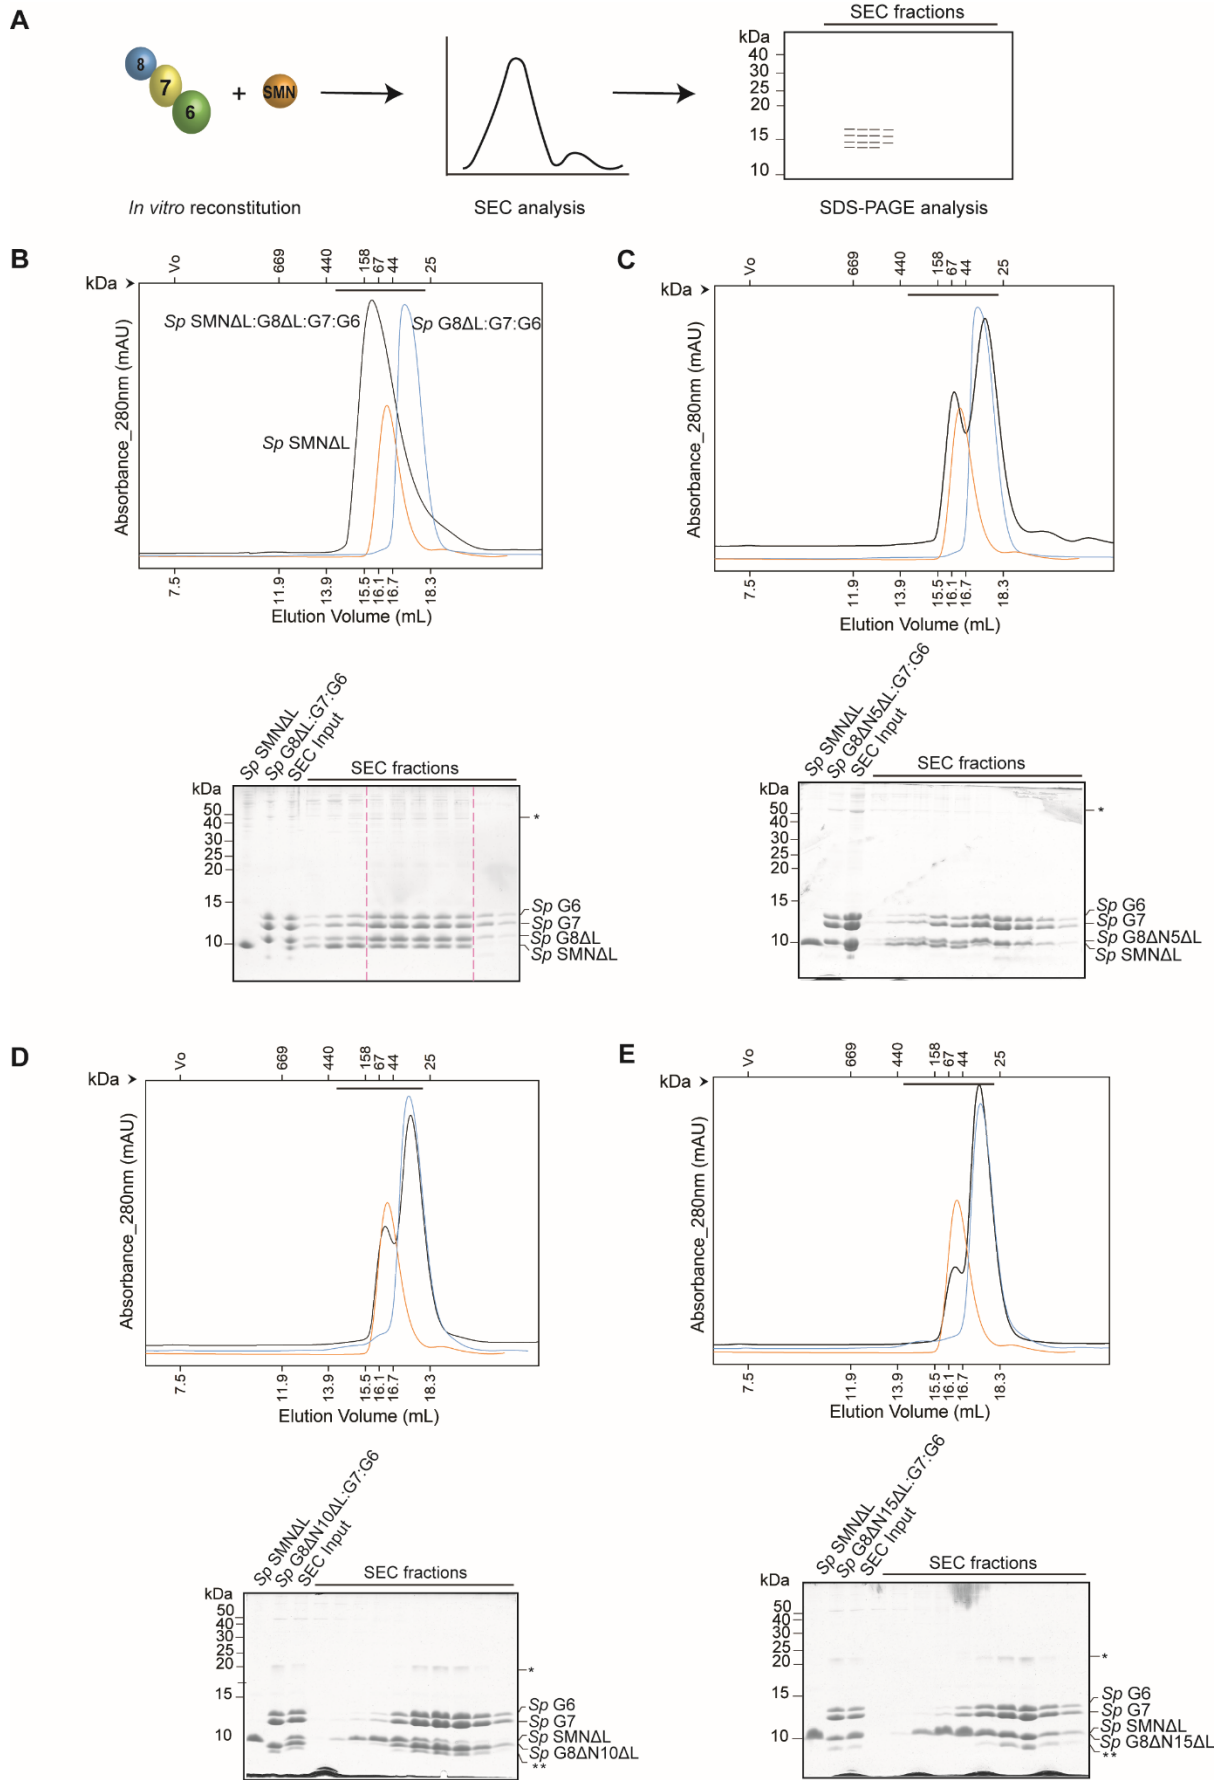 A
8
7
6
+
SMN
In vitro reconstitution
SEC analysis
SEC fractions
kDa
40
30
25
20
15
10
SDS-PAGE analysis
B
kDa
Vo
669
440
158
67
44
25
Sp SMNΔL:G8ΔL:G7:G6
Sp G8ΔL:G7:G6
Sp SMNΔL
Absorbance_280nm (mAU)
7.5
11.9
13.9
15.5
16.1
16.7
18.3
Elution Volume (mL)
Sp SMNΔL
Sp G8ΔL:G7:G6
SEC Input
SEC fractions
kDa
50
40
30
25
20
15
10
*
Sp G6
Sp G7
Sp G8ΔL
Sp SMNΔL
C
kDa
Vo
669
440
158
67
44
25
Absorbance_280nm (mAU)
7.5
11.9
13.9
15.5
16.1
16.7
18.3
Elution Volume (mL)
Sp SMNΔL
Sp G8ΔN5ΔL:G7:G6
SEC Input
SEC fractions
kDa
50
40
30
25
20
15
10
*
Sp G6
Sp G7
Sp G8ΔN5ΔL
Sp SMNΔL
D
kDa
Vo
669
440
158
67
44
25
Absorbance_280nm (mAU)
7.5
11.9
13.9
15.5
16.1
16.7
18.3
Elution Volume (mL)
Sp SMNΔL
Sp G8ΔN10ΔL:G7:G6
SEC Input
SEC fractions
kDa
50
40
30
25
20
15
10
*
Sp G6
Sp G7
Sp SMNΔL
Sp G8ΔN10ΔL
**
E
kDa
Vo
669
440
158
67
44
25
Absorbance_280nm (mAU)
7.5
11.9
13.9
15.5
16.1
16.7
18.3
Elution Volume (mL)
Sp SMNΔL
Sp G8ΔN15ΔL:G7:G6
SEC Input
SEC fractions
kDa
50
40
30
25
20
15
10
*
Sp G6
Sp G7
Sp SMNΔL
Sp G8ΔN15ΔL
**